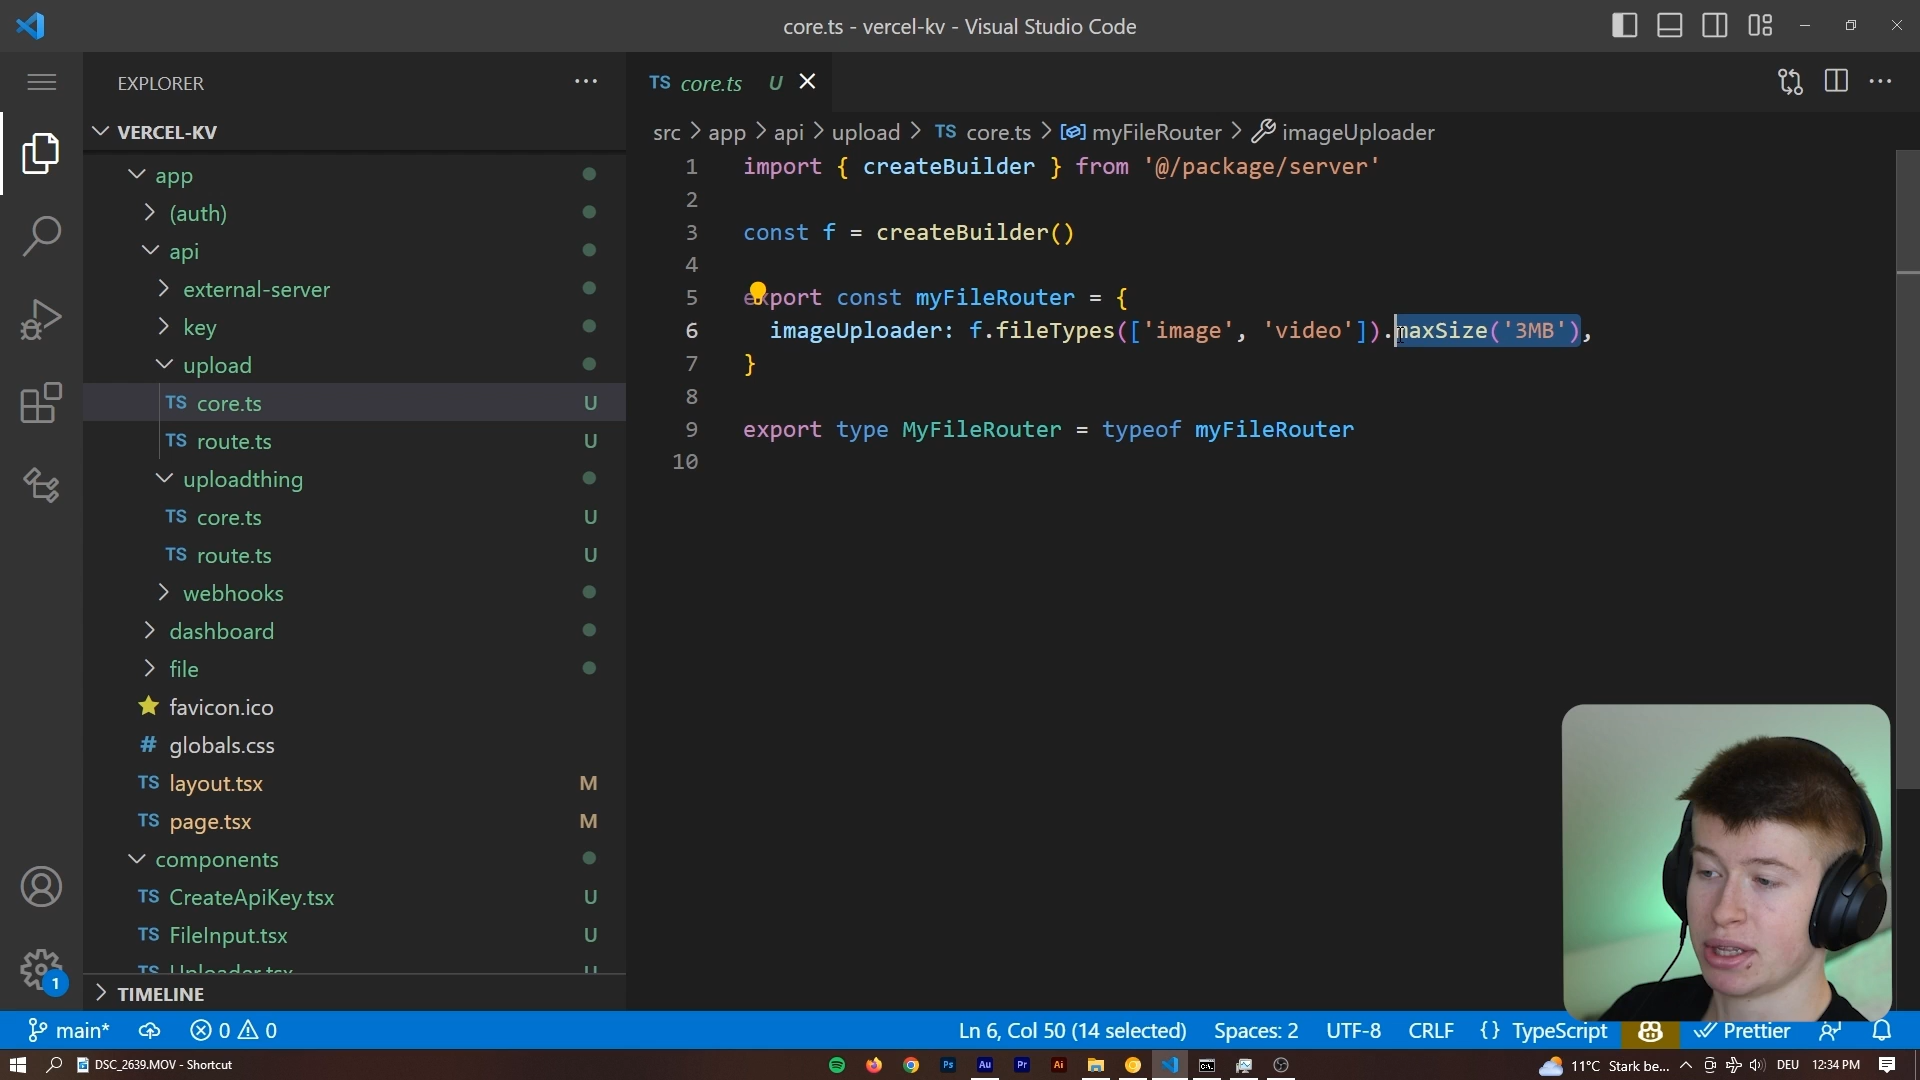 core.ts - vercel-kv - Visual Studio Code
EXPLORER
VERCEL-KV
app
(auth)
api
external-server
key
upload
TS core.ts U
TS route.ts U
uploadthing
TS core.ts U
TS route.ts U
webhooks
dashboard
file
favicon.ico
# globals.css
TS layout.tsx M
TS page.tsx M
components
TS CreateApiKey.tsx U
TS FileInput.tsx U
TS Uploader.tsx U
TIMELINE
TS core.ts U
src > app > api > upload > TS core.ts > myFileRouter > imageUploader
1 import { createBuilder } from '@/package/server'
2
3 const f = createBuilder()
4
5 export const myFileRouter = {
6 imageUploader: f.fileTypes(['image', 'video']).maxSize('3MB'),
7 }
8
9 export type MyFileRouter = typeof myFileRouter
10
1
main* 0 0 Ln 6, Col 50 (14 selected) Spaces: 2 UTF-8 CRLF {} TypeScript Prettier
DSC_2639.MOV - Shortcut Ps Au Pr Ai 11°C Stark be... DEU 12:34 PM